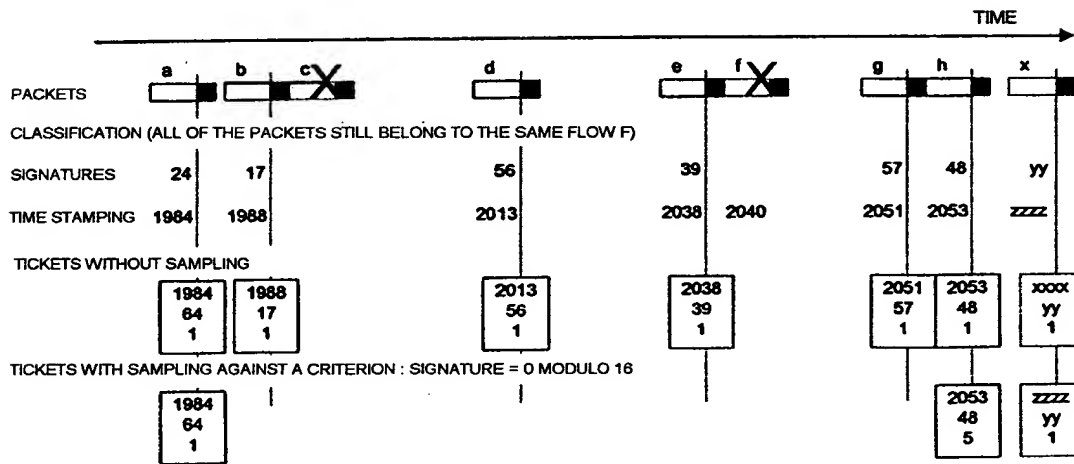 TIME
a b c d e f g h x
PACKETS
CLASSIFICATION (ALL OF THE PACKETS STILL BELONG TO THE SAME FLOW F)
SIGNATURES 24 17 56 39 57 48 yy
TIME STAMPING 1984 1988 2013 2038 2040 2051 2053 zzzz
TICKETS WITHOUT SAMPLING
1984 1988 2013 2038 2051 2053 xxxx
64 17 56 39 57 48 yy
1 1 1 1 1 1 1
TICKETS WITH SAMPLING AGAINST A CRITERION : SIGNATURE = 0 MODULO 16
1984 2053 zzzz
64 48 yy
1 5 1